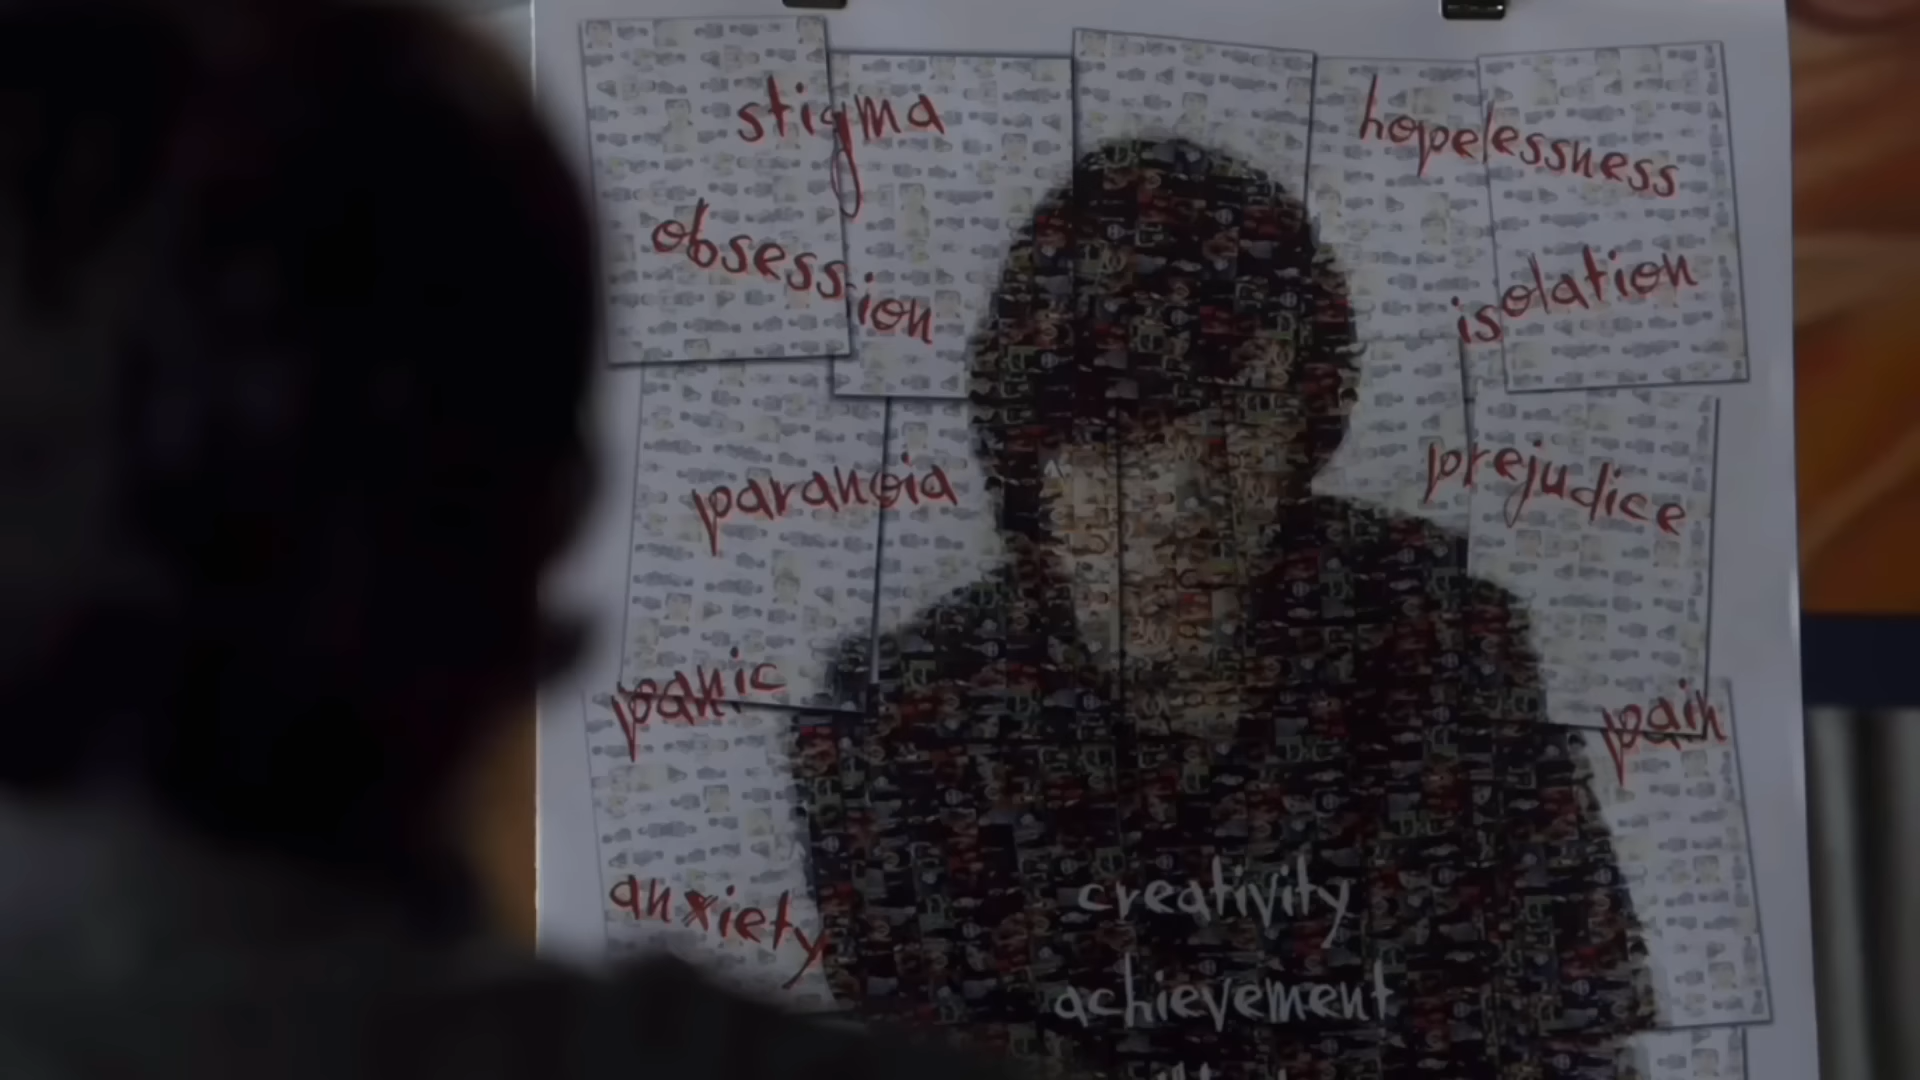 stigma
hopelessness
obsession
isolation
paranoia
prejudice
panic
pain
anxiety
creativity
achievement